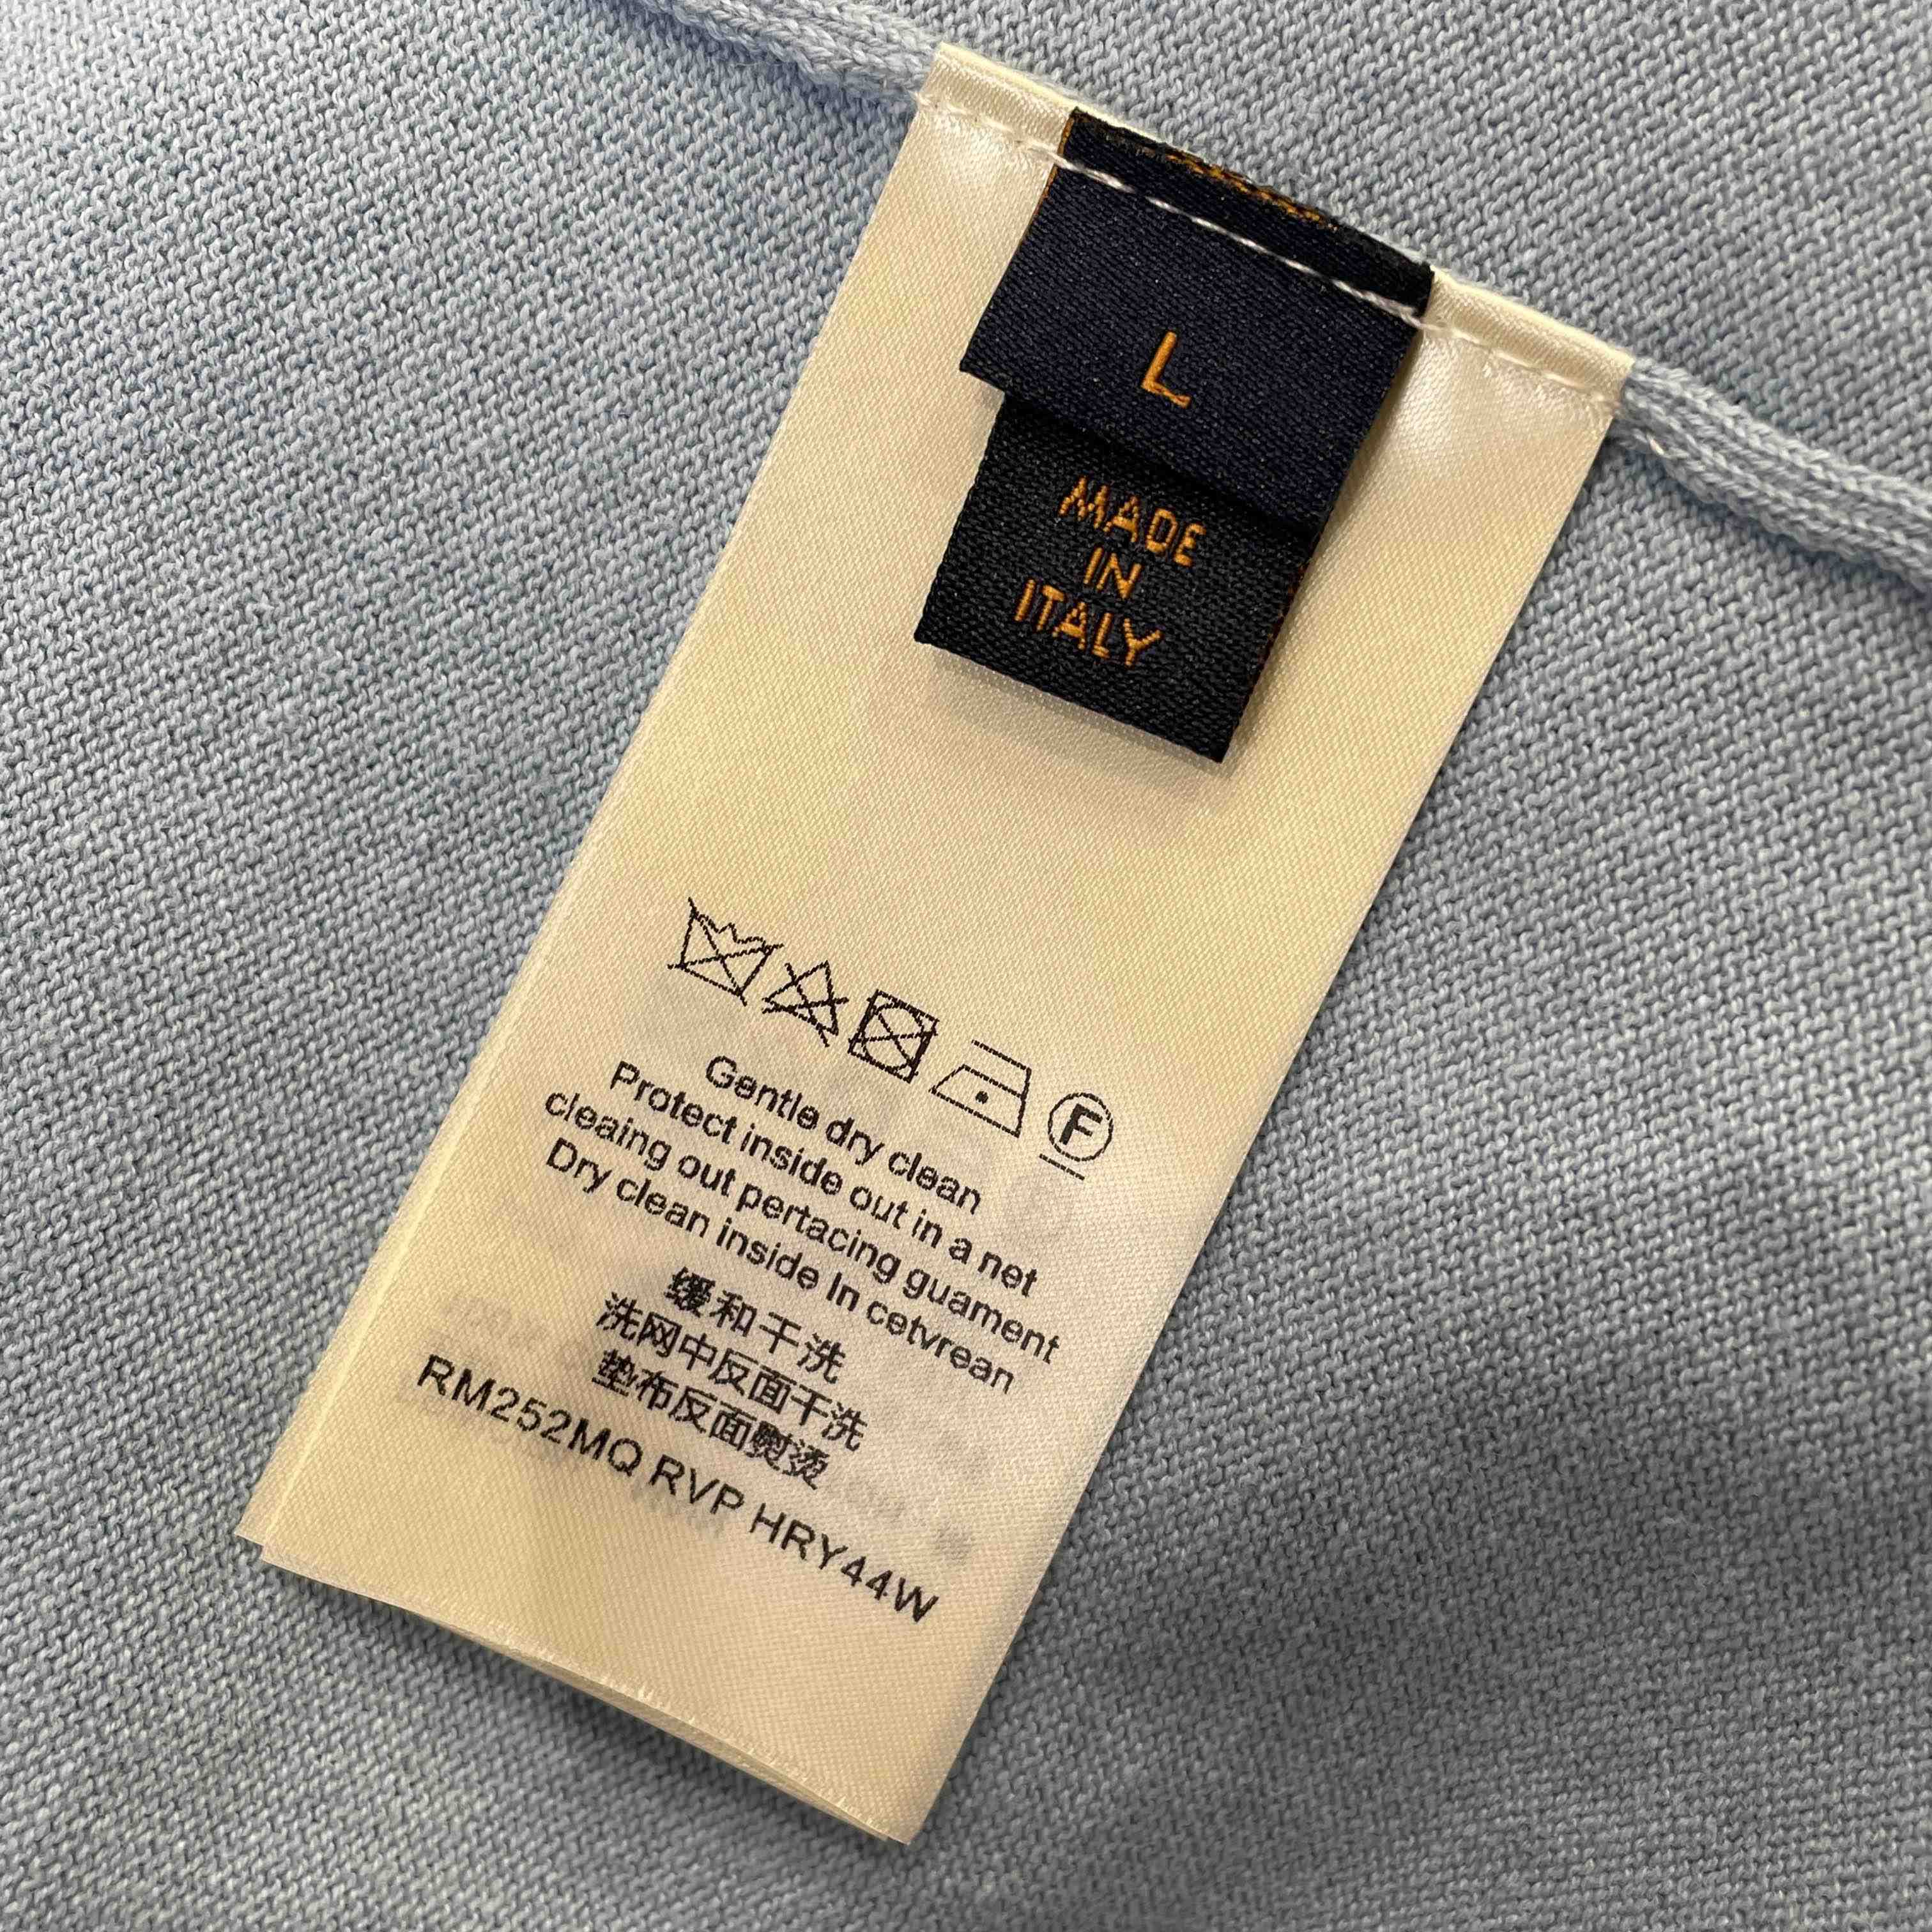 L
MADE
IN
ITALY
F
Gentle dry clean
Protect inside out in a net
cleaing out pertacing guament
Dry clean inside In cetvrean
缓和干洗
洗网中反面干洗
垫布反面熨烫
RM252MQ RVP HRY44W